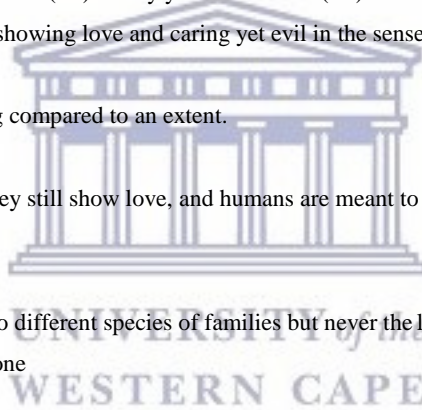 showing love and caring yet evil in the sense
g compared to an extent.
ey still show love, and humans are meant to
o different species of families but never the l
UNIVERSITY of the
one
WESTERN CAPE